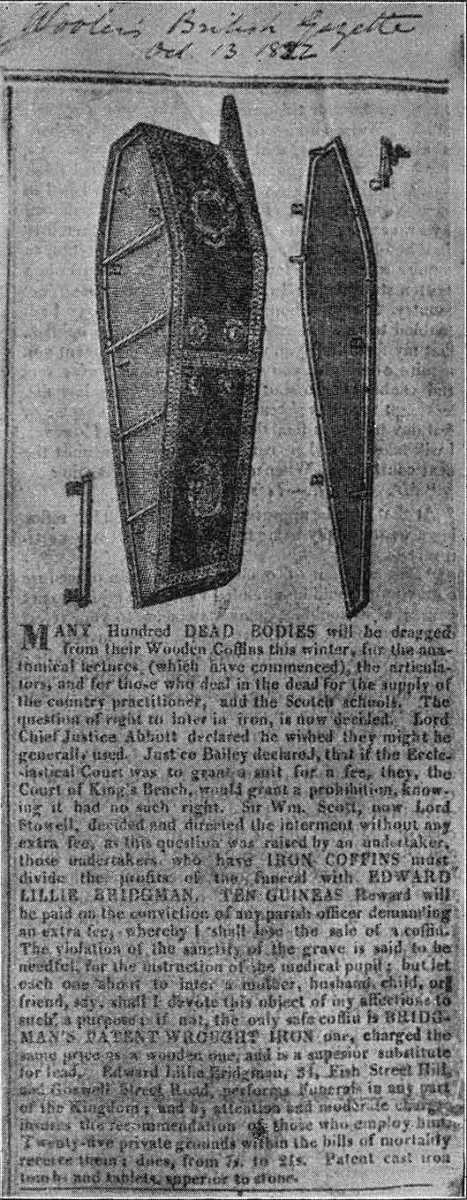 Wooler's British Gazette
Oct 13 1822
MANY Hundred DEAD BODIES will be dragged
from their Wooden Coffins this winter, for the ana-
tomical lectures (which have commenced), the articula-
tors, and for those who deal in the dead for the supply of
the country practitioner, and the Scotch schools. The
question of right to inter in iron, is now decided. Lord
Chief Justice Abbott declared he wished they might be
generally used. Justice Bailey declared, that if the Eccle-
siastical Court was to grant a suit for a fee, they, the
Court of King's Bench, would grant a prohibition, know-
ing it had no such right. Sir Wm. Scott, now Lord
Stowell, decided and directed the interment without any
extra fee, as this question was raised by an undertaker,
those undertakers who have IRON COFFINS must
divide the profits of the funeral with EDWARD
LILLIE BRIDGMAN. TEN GUINEAS Reward will
be paid on the conviction of any parish officer demanding
an extra fee, whereby I shall lose the sale of a coffin.
The violation of the sanctity of the grave is said to be
needful, for the instruction of the medical pupil; but let
each one about to inter a mother, husband, child, or
friend, say, shall I devote this object of my affections to
such a purpose; if not, the only safe coffin is BRIDG-
MAN'S PATENT WROUGHT IRON one, charged the
same price as a wooden one, and is a superior substitute
for lead. Edward Lillie Bridgman, 34, Fish Street Hill,
and Goswell Street Road, performs Funerals in any part
of the Kingdom; and by attention and moderate charge
insures the recommendation of those who employ him.
Twenty-five private grounds within the bills of mortality
receive them; dues, from 7s. to 21s. Patent cast iron
tombs and tablets, superior to stone.